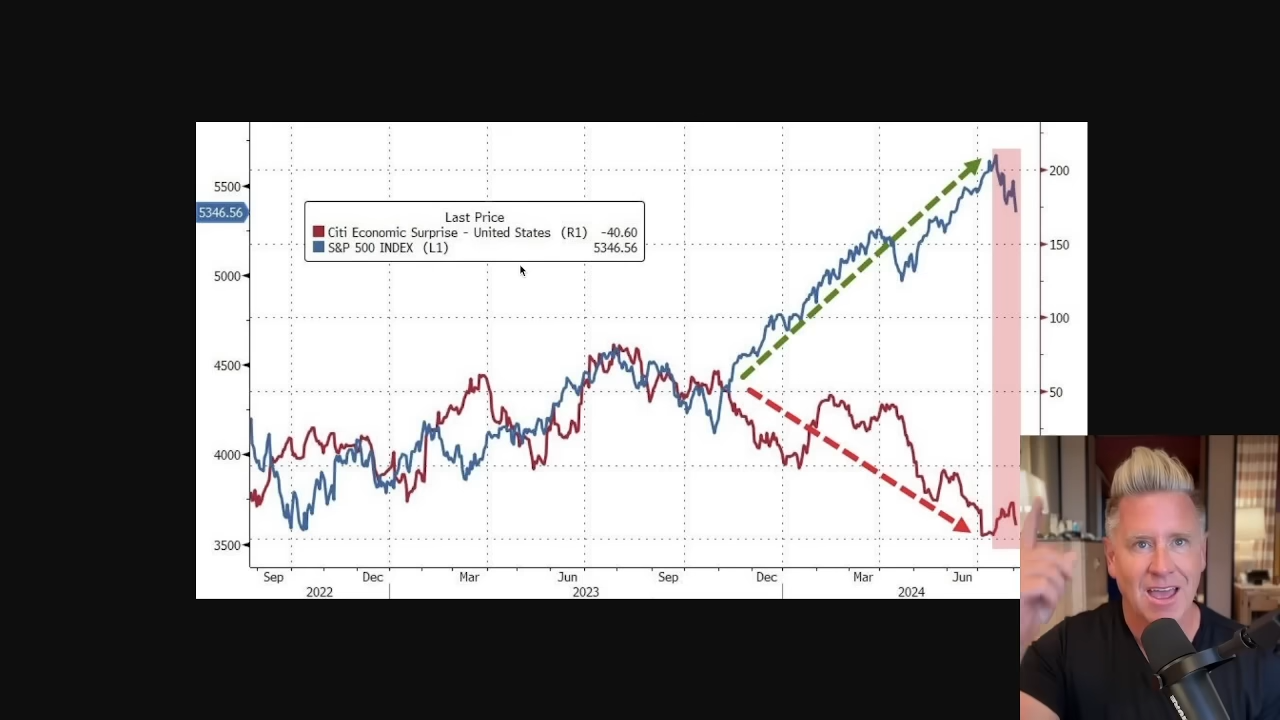 5500
5346.56
5000
4500
4000
3500
Last Price
Citi Economic Surprise - United States (R1) -40.60
S&P 500 INDEX (L1) 5346.56
200
150
100
50
Sep Dec Mar Jun Sep Dec Mar Jun
2022 2023 2024